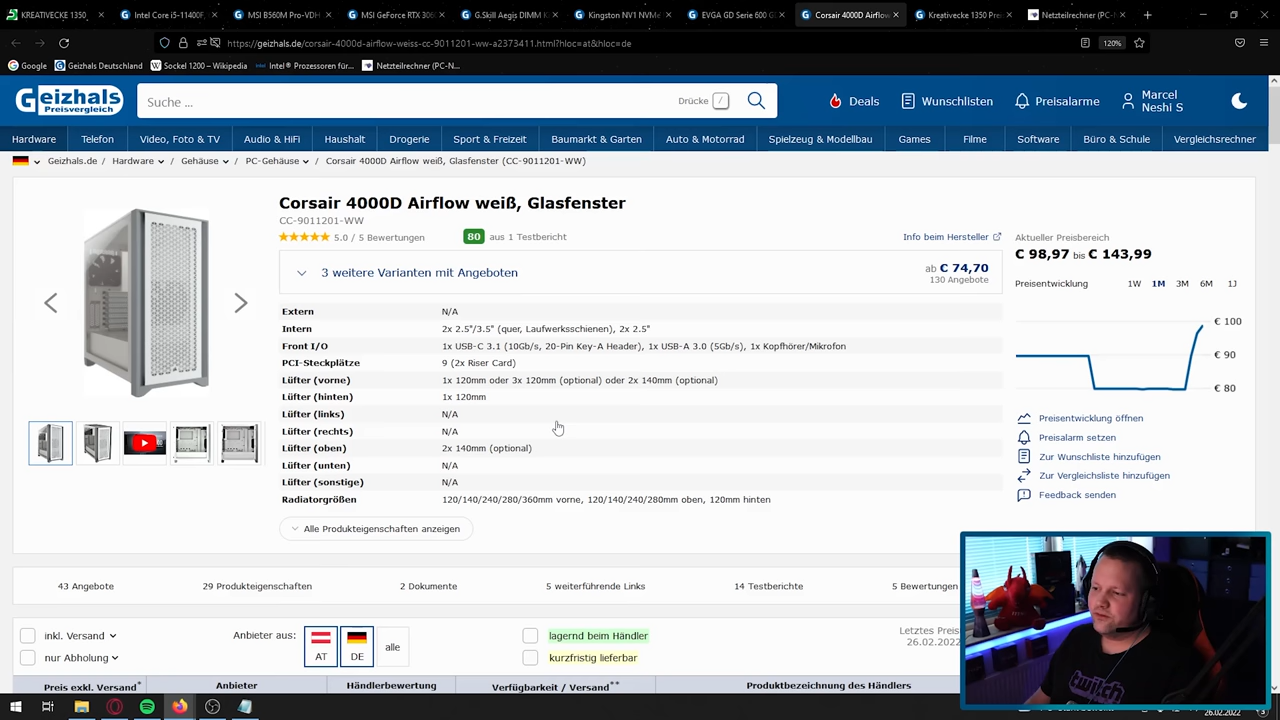 KREATIVECKE 1350,
Intel Core i5-11400F,
MSI B560M Pro-VDH
MSI GeForce RTX 306
G.Skill Aegis DIMM K
Kingston NV1 NVMe
EVGA GD Serie 600 G
Corsair 4000D Airflow
Kreativecke 1350 Prei
Netzteilrechner (PC-N
https://geizhals.de/corsair-4000d-airflow-weiss-cc-9011201-ww-a2373411.html?hloc=at&hloc=de
120%
Google
Geizhals Deutschland
Sockel 1200 – Wikipedia
Intel® Prozessoren für...
Netzteilrechner (PC-N...
Geizhals
Preisvergleich
Suche ...
Drücke /
Deals
Wunschlisten
Preisalarme
Marcel
Neshi S
Hardware
Telefon
Video, Foto & TV
Audio & HiFi
Haushalt
Drogerie
Sport & Freizeit
Baumarkt & Garten
Auto & Motorrad
Spielzeug & Modellbau
Games
Filme
Software
Büro & Schule
Vergleichsrechner
Geizhals.de / Hardware / Gehäuse / PC-Gehäuse / Corsair 4000D Airflow weiß, Glasfenster (CC-9011201-WW)
Corsair 4000D Airflow weiß, Glasfenster
CC-9011201-WW
5.0 / 5 Bewertungen
80 aus 1 Testbericht
Info beim Hersteller
3 weitere Varianten mit Angeboten
ab € 74,70
130 Angebote
Extern N/A
Intern 2x 2.5"/3.5" (quer, Laufwerksschienen), 2x 2.5"
Front I/O 1x USB-C 3.1 (10Gb/s, 20-Pin Key-A Header), 1x USB-A 3.0 (5Gb/s), 1x Kopfhörer/Mikrofon
PCI-Steckplätze 9 (2x Riser Card)
Lüfter (vorne) 1x 120mm oder 3x 120mm (optional) oder 2x 140mm (optional)
Lüfter (hinten) 1x 120mm
Lüfter (links) N/A
Lüfter (rechts) N/A
Lüfter (oben) 2x 140mm (optional)
Lüfter (unten) N/A
Lüfter (sonstige) N/A
Radiatorgrößen 120/140/240/280/360mm vorne, 120/140/240/280mm oben, 120mm hinten
Alle Produkteigenschaften anzeigen
Aktueller Preisbereich
€ 98,97 bis € 143,99
Preisentwicklung 1W 1M 3M 6M 1J
€ 100
€ 90
€ 80
Preisentwicklung öffnen
Preisalarm setzen
Zur Wunschliste hinzufügen
Zur Vergleichsliste hinzufügen
Feedback senden
43 Angebote
29 Produkteigenschaften
2 Dokumente
5 weiterführende Links
14 Testberichte
5 Bewertungen
inkl. Versand
nur Abholung
Anbieter aus:
AT
DE
alle
lagernd beim Händler
kurzfristig lieferbar
Letztes Preis
26.02.2022
Preis exkl. Versand*
Anbieter
Händlerbewertung
Verfügbarkeit / Versand**
Produktbezeichnung des Händlers
twitch
26.02.2022